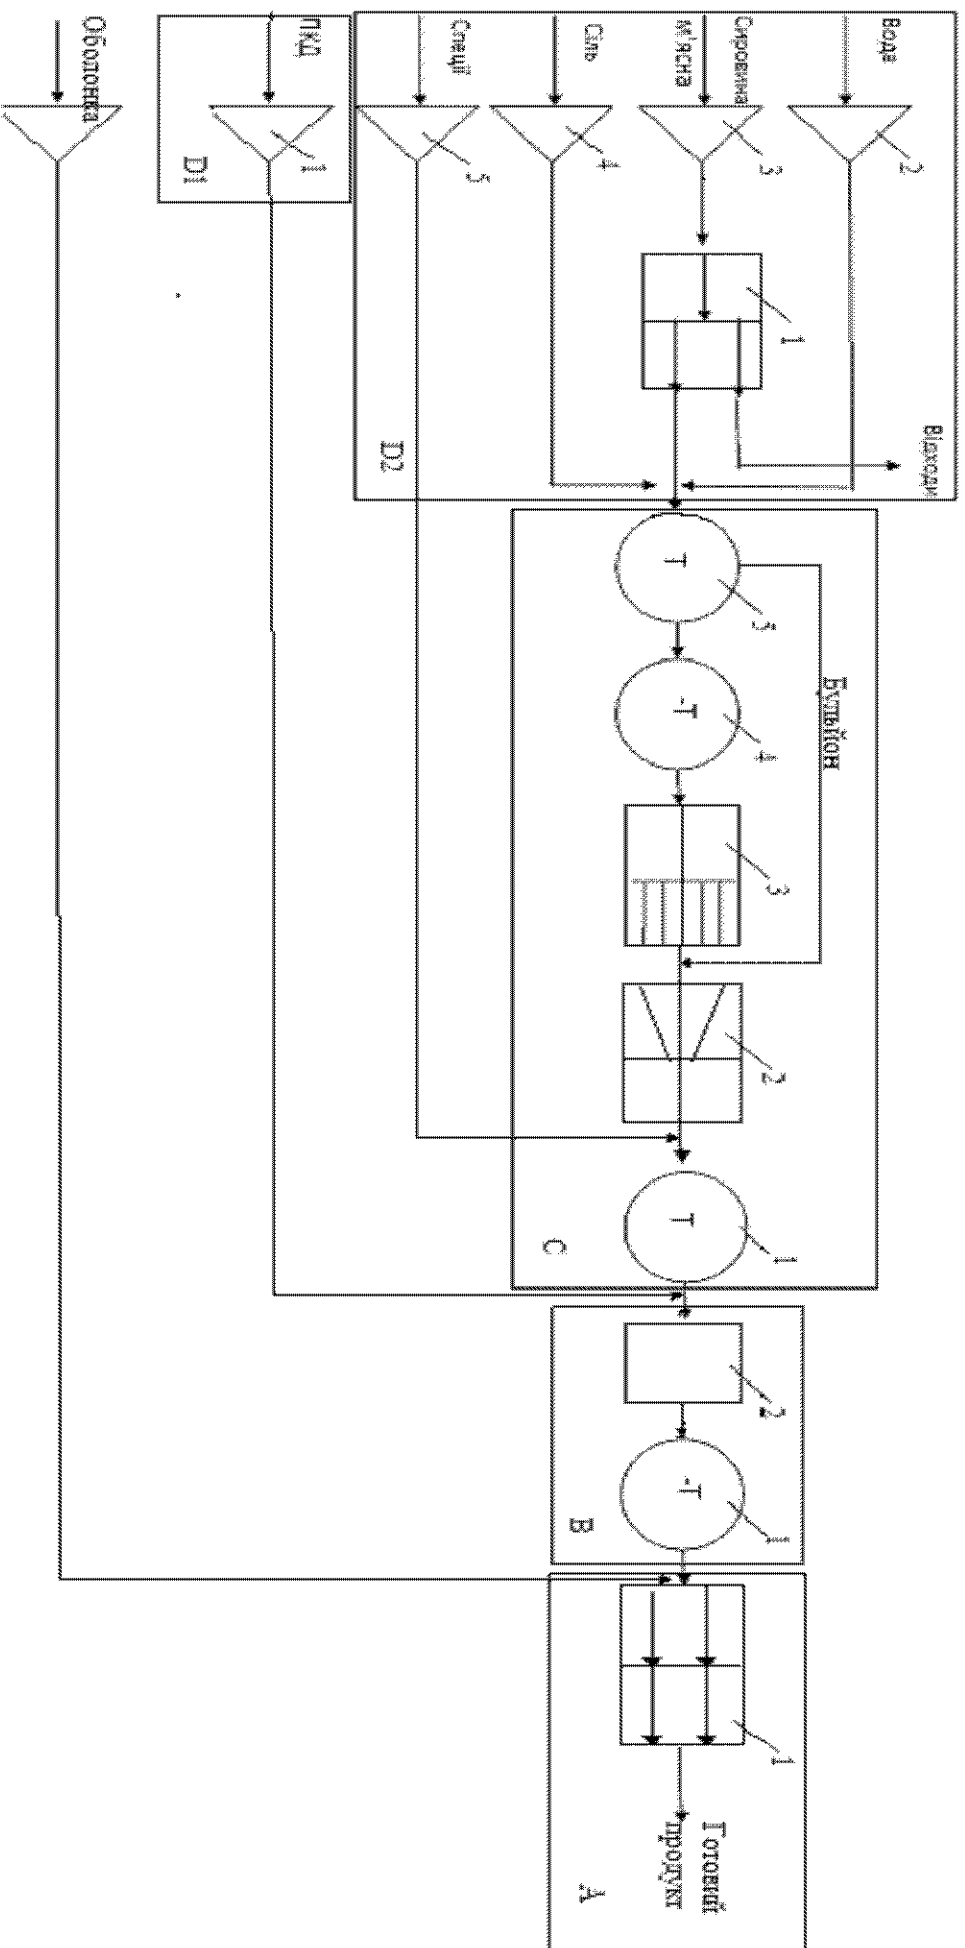 Вода
2
Сировина
м'ясна
3
Сіль
4
Спеції
5
1
Відходи
D2
ПКД
1
D1
Оболонка
Т
5
Бульйон
-Т
4
3
2
Т
1
С
2
-Т
1
В
1
Готовий
продукт
А